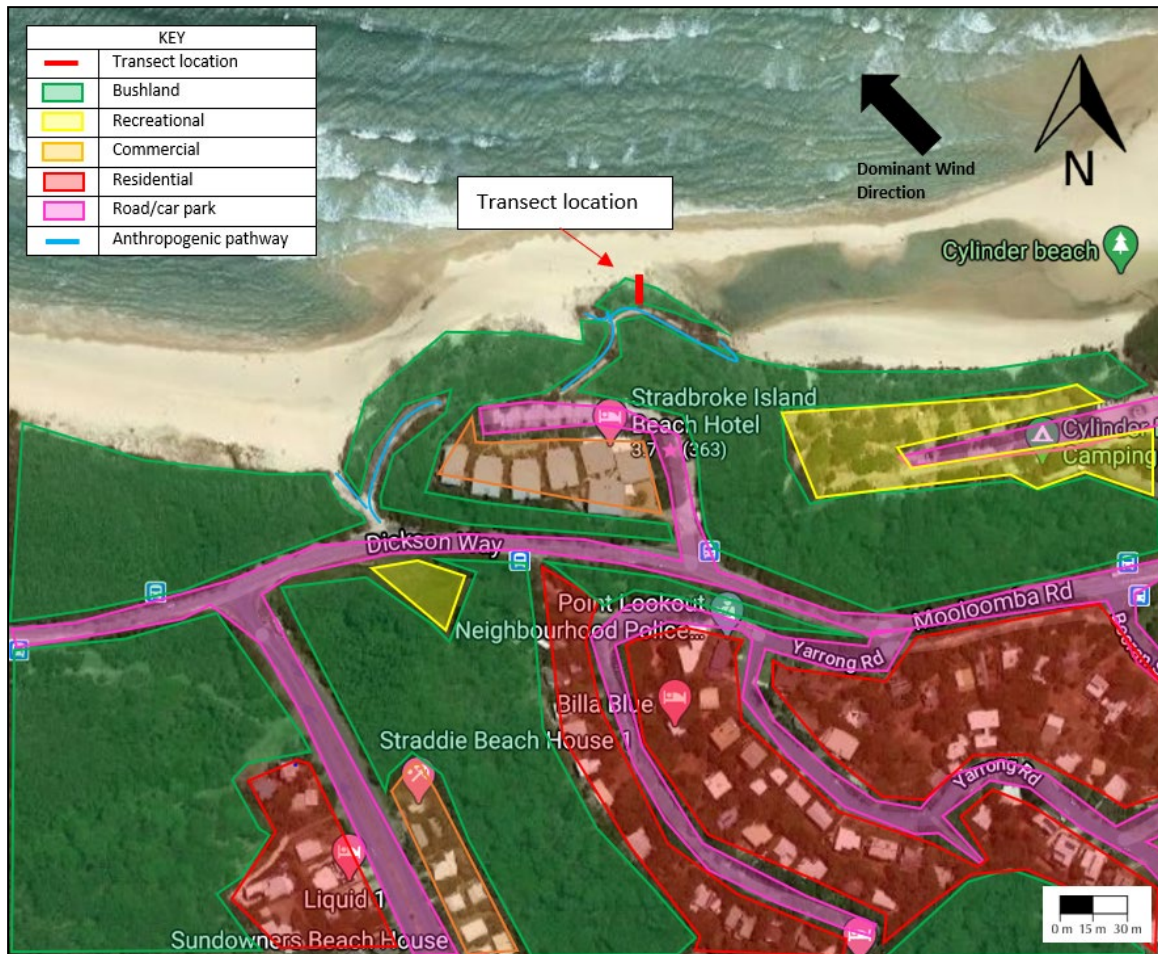 KEY
Transect location
Bushland
Recreational
Commercial
Residential
Road/car park
Anthropogenic pathway
Dominant Wind
Direction
N
Transect location
Cylinder beach
Stradbroke Island
Beach Hotel
3.7 ★ (363)
Cylinder
Camping
Dickson Way
Mooloomba Rd
Point Lookout
Neighbourhood Police...
Yarrong Rd
Billa Blue
Straddie Beach House 1
Yarrong Rd
Liquid 1
Sundowners Beach House
0 m 15 m 30 m